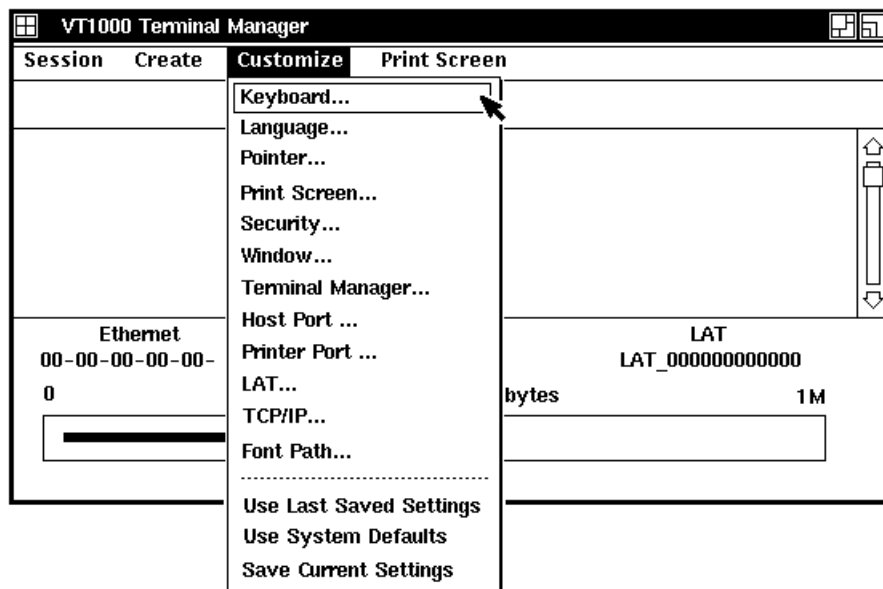 VT1000 Terminal Manager
Session Create Customize Print Screen
Keyboard...
Language...
Pointer...
Print Screen...
Security...
Window...
Terminal Manager...
Host Port ...
Printer Port ...
LAT...
TCP/IP...
Font Path...
Use Last Saved Settings
Use System Defaults
Save Current Settings
Ethernet
00-00-00-00-00-
0
bytes
1M
LAT
LAT_000000000000